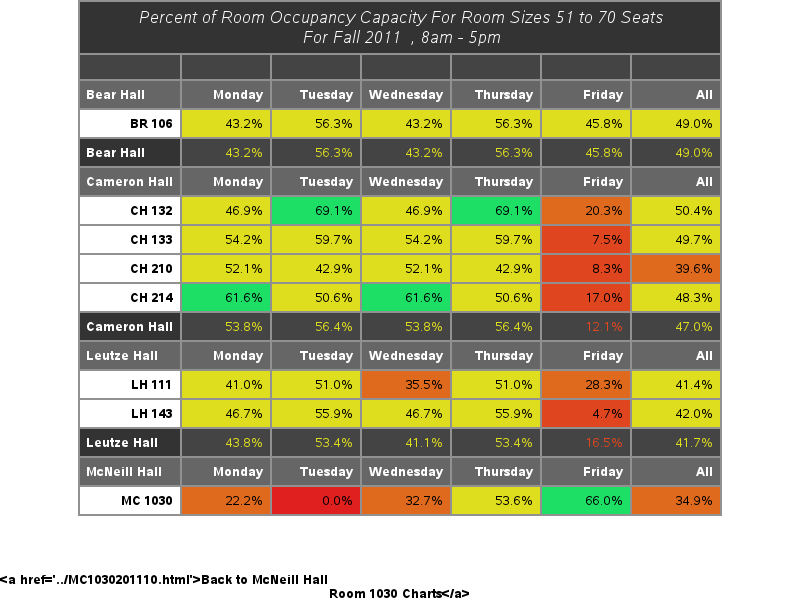 Percent of Room Occupancy Capacity For Room Sizes 51 to 70 Seats
For Fall 2011 , 8am - 5pm
Bear Hall Monday Tuesday Wednesday Thursday Friday All
BR 106 43.2% 56.3% 43.2% 56.3% 45.8% 49.0%
Bear Hall 43.2% 56.3% 43.2% 56.3% 45.8% 49.0%
Cameron Hall Monday Tuesday Wednesday Thursday Friday All
CH 132 46.9% 69.1% 46.9% 69.1% 20.3% 50.4%
CH 133 54.2% 59.7% 54.2% 59.7% 7.5% 49.7%
CH 210 52.1% 42.9% 52.1% 42.9% 8.3% 39.6%
CH 214 61.6% 50.6% 61.6% 50.6% 17.0% 48.3%
Cameron Hall 53.8% 56.4% 53.8% 56.4% 12.1% 47.0%
Leutze Hall Monday Tuesday Wednesday Thursday Friday All
LH 111 41.0% 51.0% 35.5% 51.0% 28.3% 41.4%
LH 143 46.7% 55.9% 46.7% 55.9% 4.7% 42.0%
Leutze Hall 43.8% 53.4% 41.1% 53.4% 16.5% 41.7%
McNeill Hall Monday Tuesday Wednesday Thursday Friday All
MC 1030 22.2% 0.0% 32.7% 53.6% 66.0% 34.9%
<a href='../MC1030201110.html'>Back to McNeill Hall
Room 1030 Charts</a>